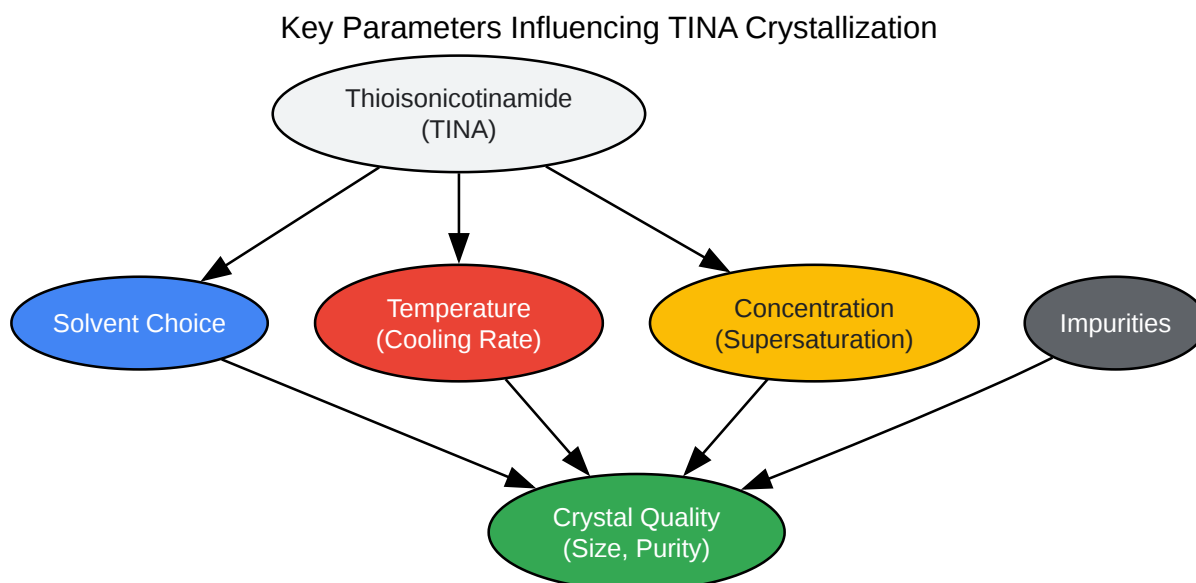 Key Parameters Influencing TINA Crystallization
Thioisonicotinamide
(TINA)
Solvent Choice
Temperature
(Cooling Rate)
Concentration
(Supersaturation)
Impurities
Crystal Quality
(Size, Purity)